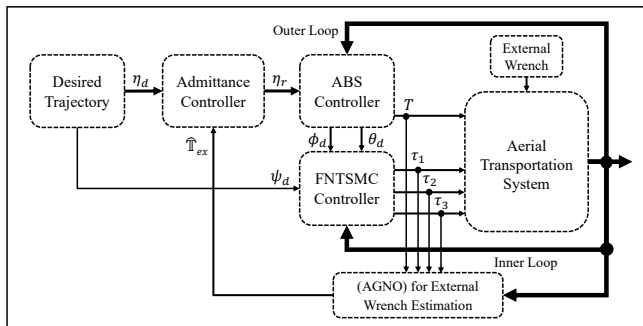 Outer Loop
External
Wrench
Desired
Trajectory
η_d
Admittance
Controller
η_r
ABS
Controller
T
Aerial
Transportation
System
ϕ_d
θ_d
𝕋̂_ex
ψ_d
FNTSMC
Controller
τ_1
τ_2
τ_3
Inner Loop
(AGNO) for External
Wrench Estimation